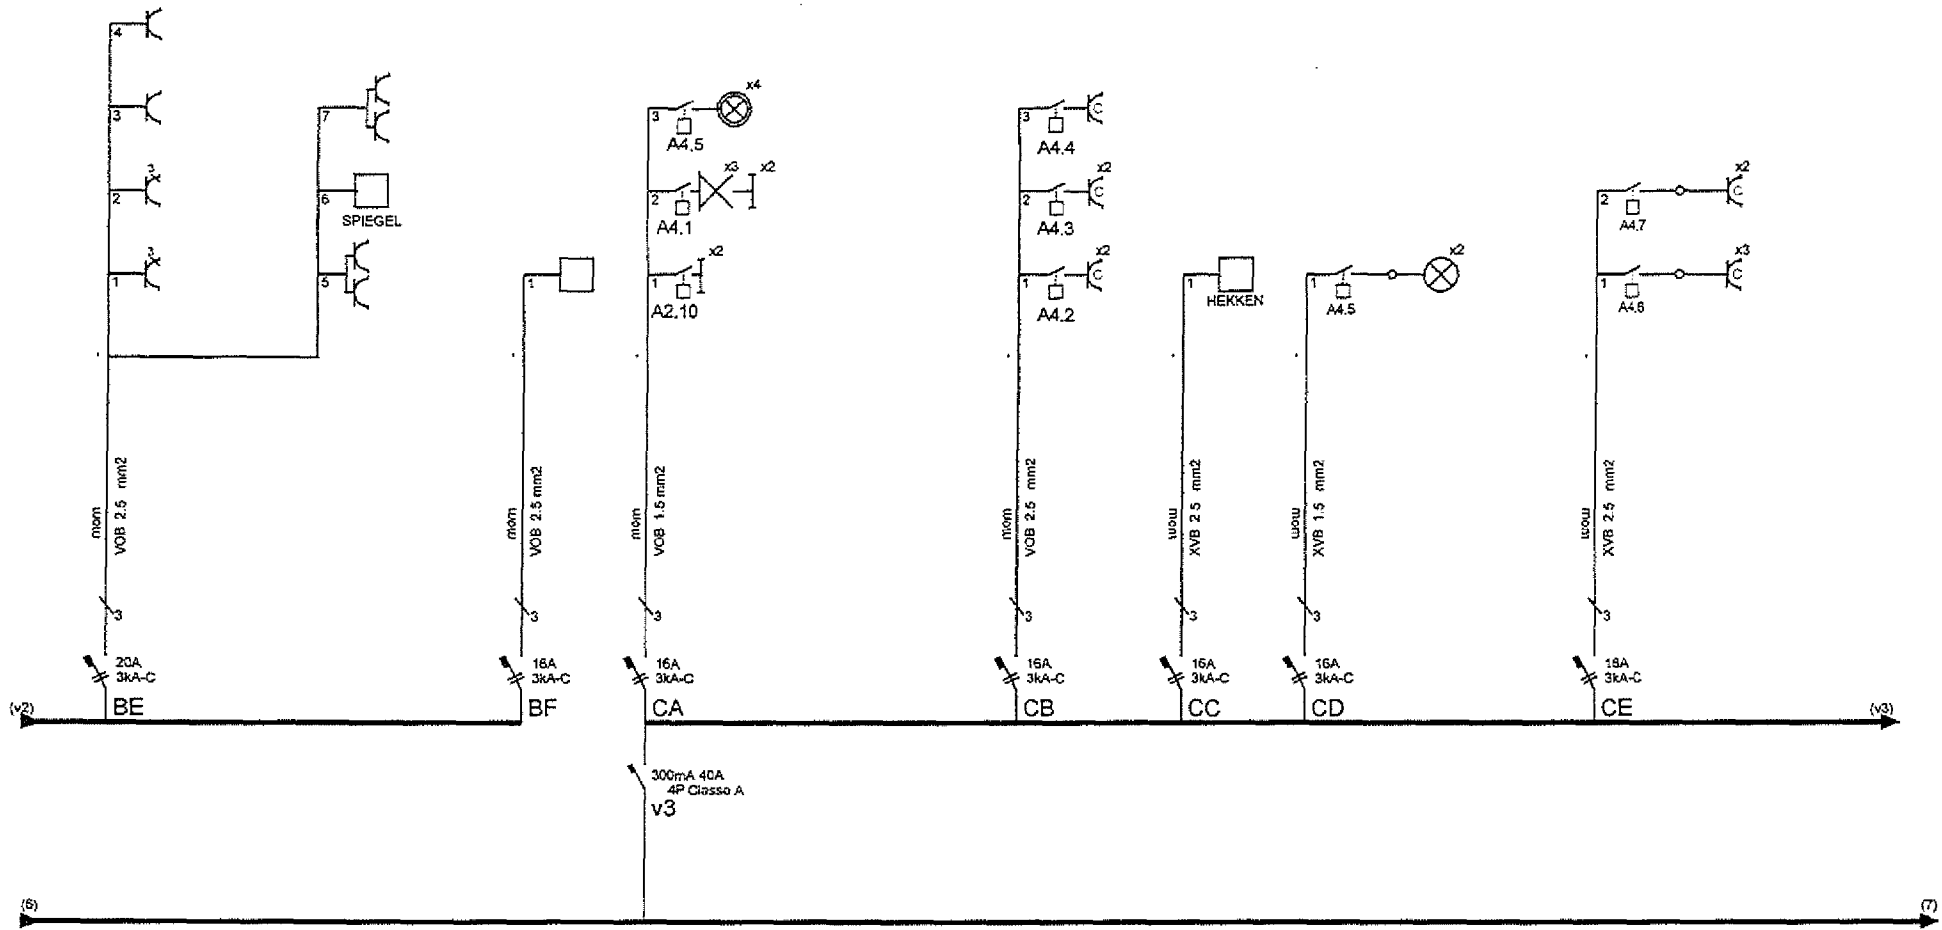 4
3
3
2
3
1
7
6
SPIEGEL
5
mom
VOB 2.5 mm2
3
20A
3kA-C
BE
(v2)
1
mom
VOB 2.5 mm2
3
16A
3kA-C
BF
x4
3
A4.5
x3
x2
2
A4.1
x2
1
A2.10
mom
VOB 1.5 mm2
3
16A
3kA-C
CA
300mA 40A
4P Classe A
v3
3
C
A4.4
x2
2
C
A4.3
x2
1
C
A4.2
mom
VOB 2.5 mm2
3
16A
3kA-C
CB
1
HEKKEN
mom
XVB 2.5 mm2
3
16A
3kA-C
CC
x2
1
A4.5
mom
XVB 1.5 mm2
3
16A
3kA-C
CD
x2
2
C
A4.7
x3
1
C
A4.6
mom
XVB 2.5 mm2
3
16A
3kA-C
CE
(v3)
(6)
(7)